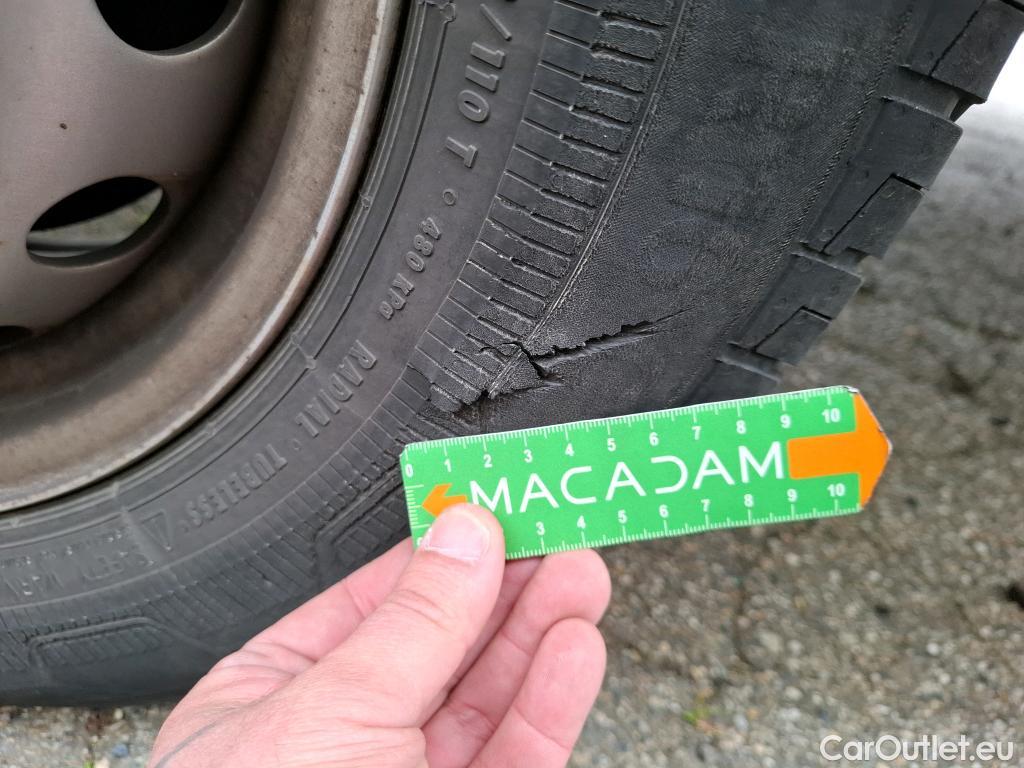 /110 T ° 480 KPa
RADIAL · TUBELESS
0 1 2 3 4 5 6 7 8 9 10
MACADAM
3 4 5 6 7 8 9 10
CarOutlet.eu